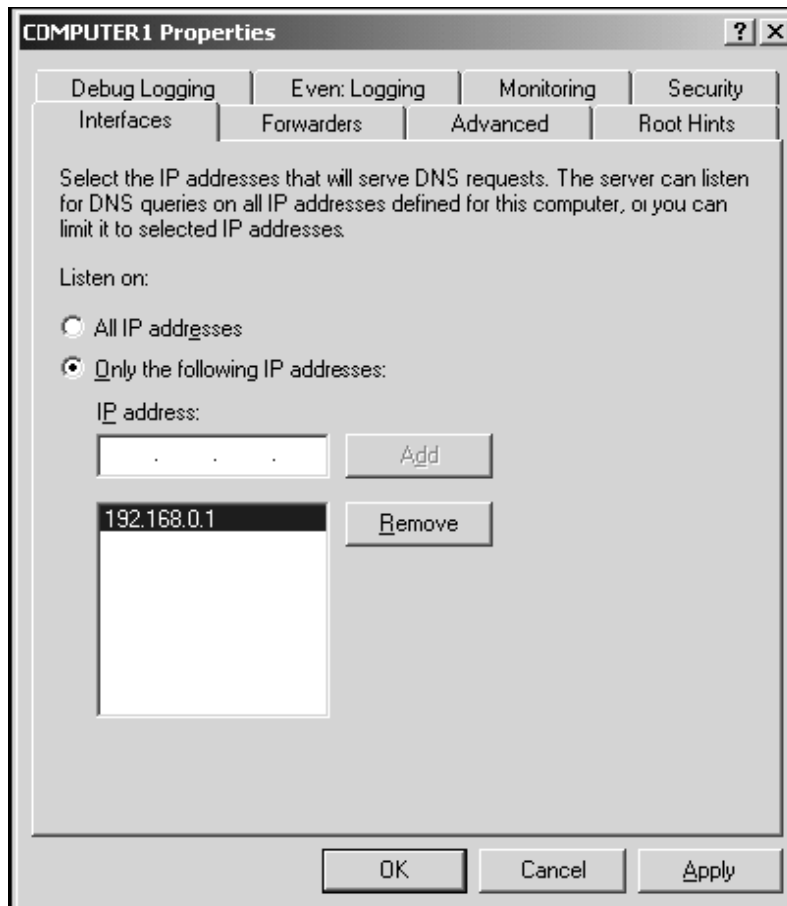 COMPUTER1 Properties
Debug Logging
Even: Logging
Monitoring
Security
Interfaces
Forwarders
Advanced
Root Hints
Select the IP addresses that will serve DNS requests. The server can listen
for DNS queries on all IP addresses defined for this computer, or you can
limit it to selected IP addresses.
Listen on:
All IP addresses
Only the following IP addresses:
IP address:
. . .
Add
192.168.0.1
Remove
OK
Cancel
Apply